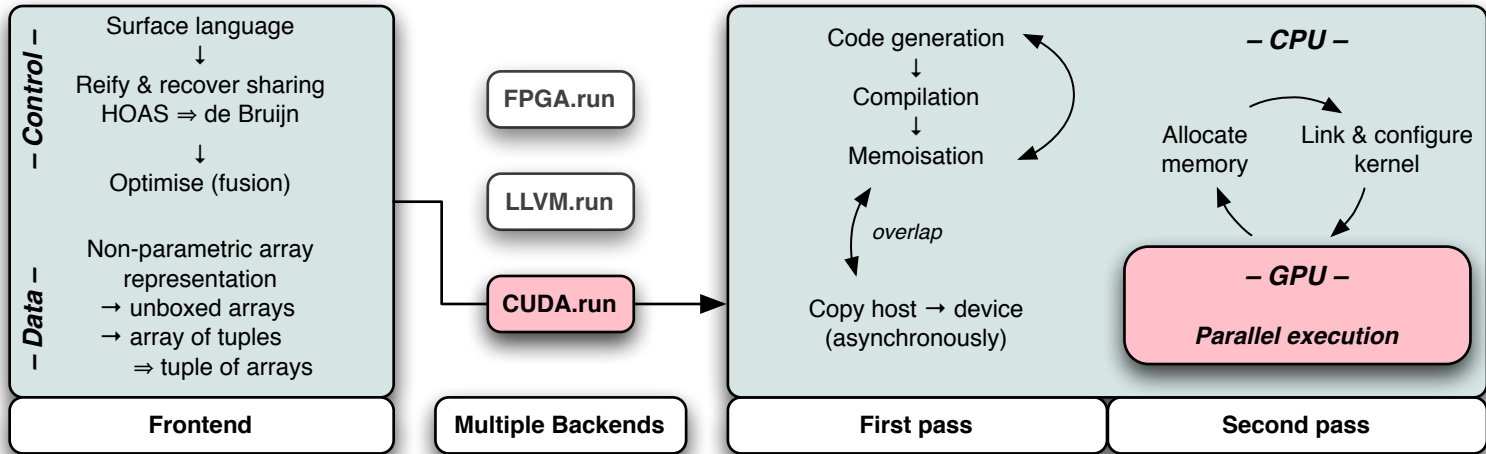 – Control –
Surface language
↓
Reify & recover sharing
HOAS ⇒ de Bruijn
↓
Optimise (fusion)
– Data –
Non-parametric array
representation
→ unboxed arrays
→ array of tuples
⇒ tuple of arrays
Frontend
FPGA.run
LLVM.run
CUDA.run
Multiple Backends
Code generation
↓
Compilation
↓
Memoisation
overlap
Copy host → device
(asynchronously)
First pass
– CPU –
Allocate
memory
Link & configure
kernel
– GPU –
Parallel execution
Second pass